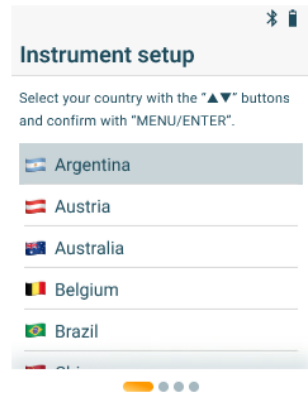 Instrument setup
Select your country with the "▲▼" buttons
and confirm with "MENU/ENTER".
Argentina
Austria
Australia
Belgium
Brazil